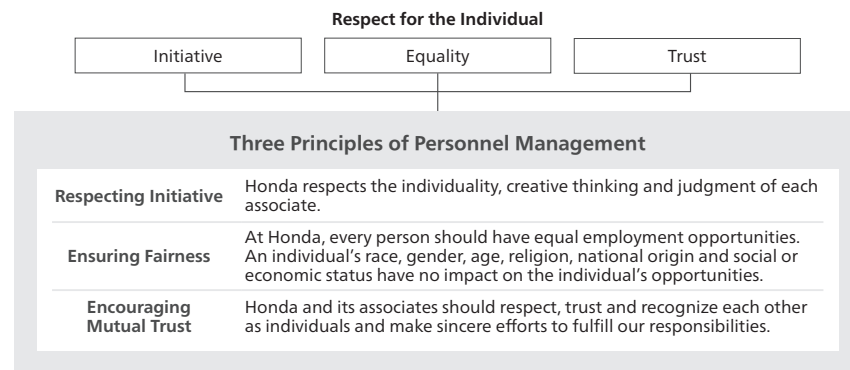 Respect for the Individual
Initiative
Equality
Trust
Three Principles of Personnel Management
Respecting Initiative
Honda respects the individuality, creative thinking and judgment of each
associate.
Ensuring Fairness
At Honda, every person should have equal employment opportunities.
An individual’s race, gender, age, religion, national origin and social or
economic status have no impact on the individual’s opportunities.
Encouraging
Mutual Trust
Honda and its associates should respect, trust and recognize each other
as individuals and make sincere efforts to fulfill our responsibilities.